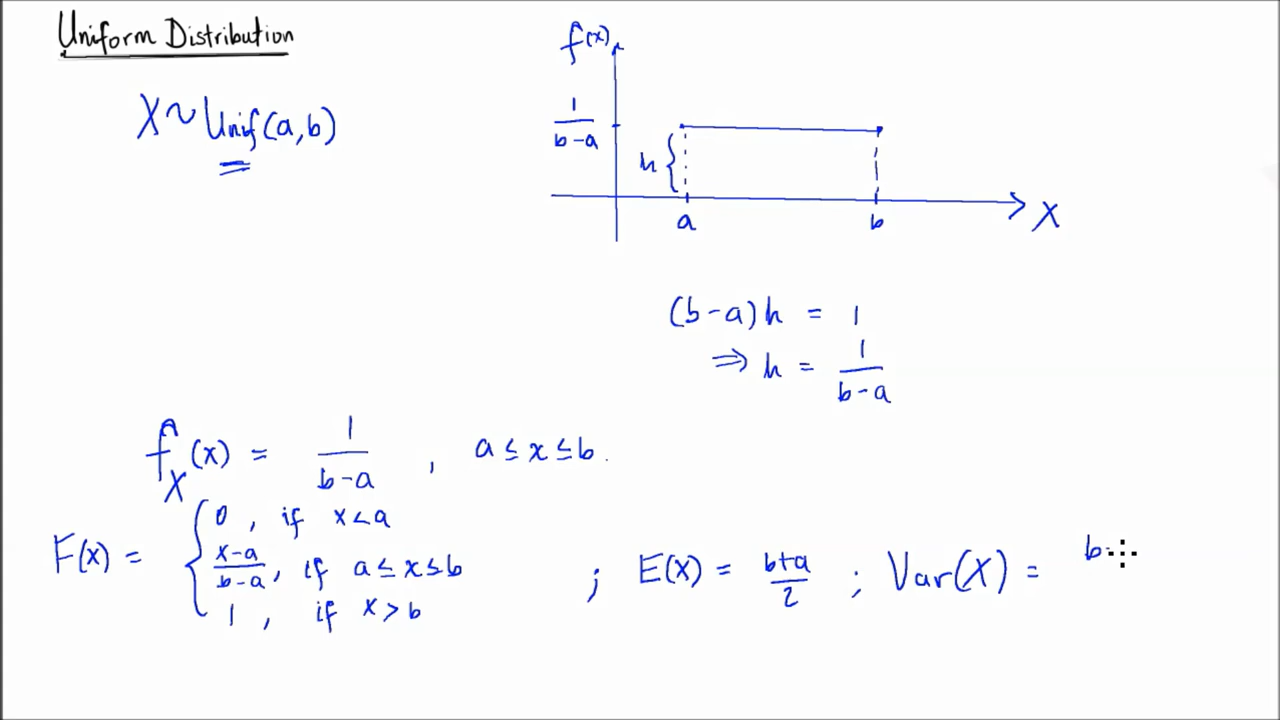 Uniform Distribution
X ~ Unif(a,b)
f(x)
1/(b-a)
h {
a b X
(b-a)h = 1
⇒ h = 1/(b-a)
f_X(x) = 1/(b-a) , a ≤ x ≤ b.
F(x) = { 0 , if x < a
(x-a)/(b-a) , if a ≤ x ≤ b
1 , if x > b
; E(X) = (b+a)/2 ; Var(X) = b-